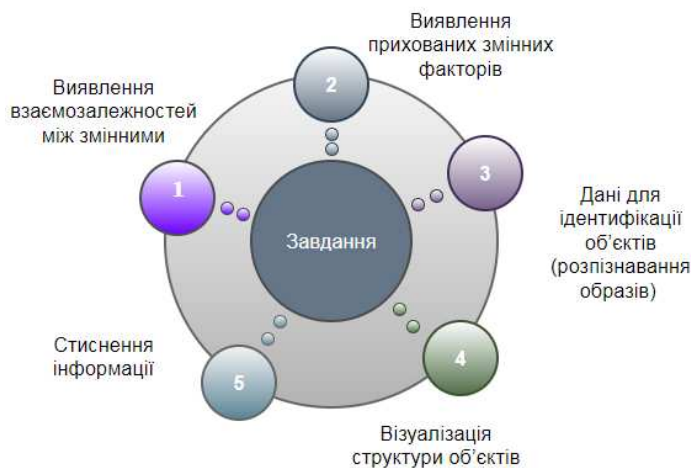 Виявлення
взаємозалежностей
між змінними
1
Виявлення
прихованих змінних
факторів
2
3
Дані для
ідентифікації
об’єктів
(розпізнавання
образів)
4
Візуалізація
структури об’єктів
5
Стиснення
інформації
Завдання